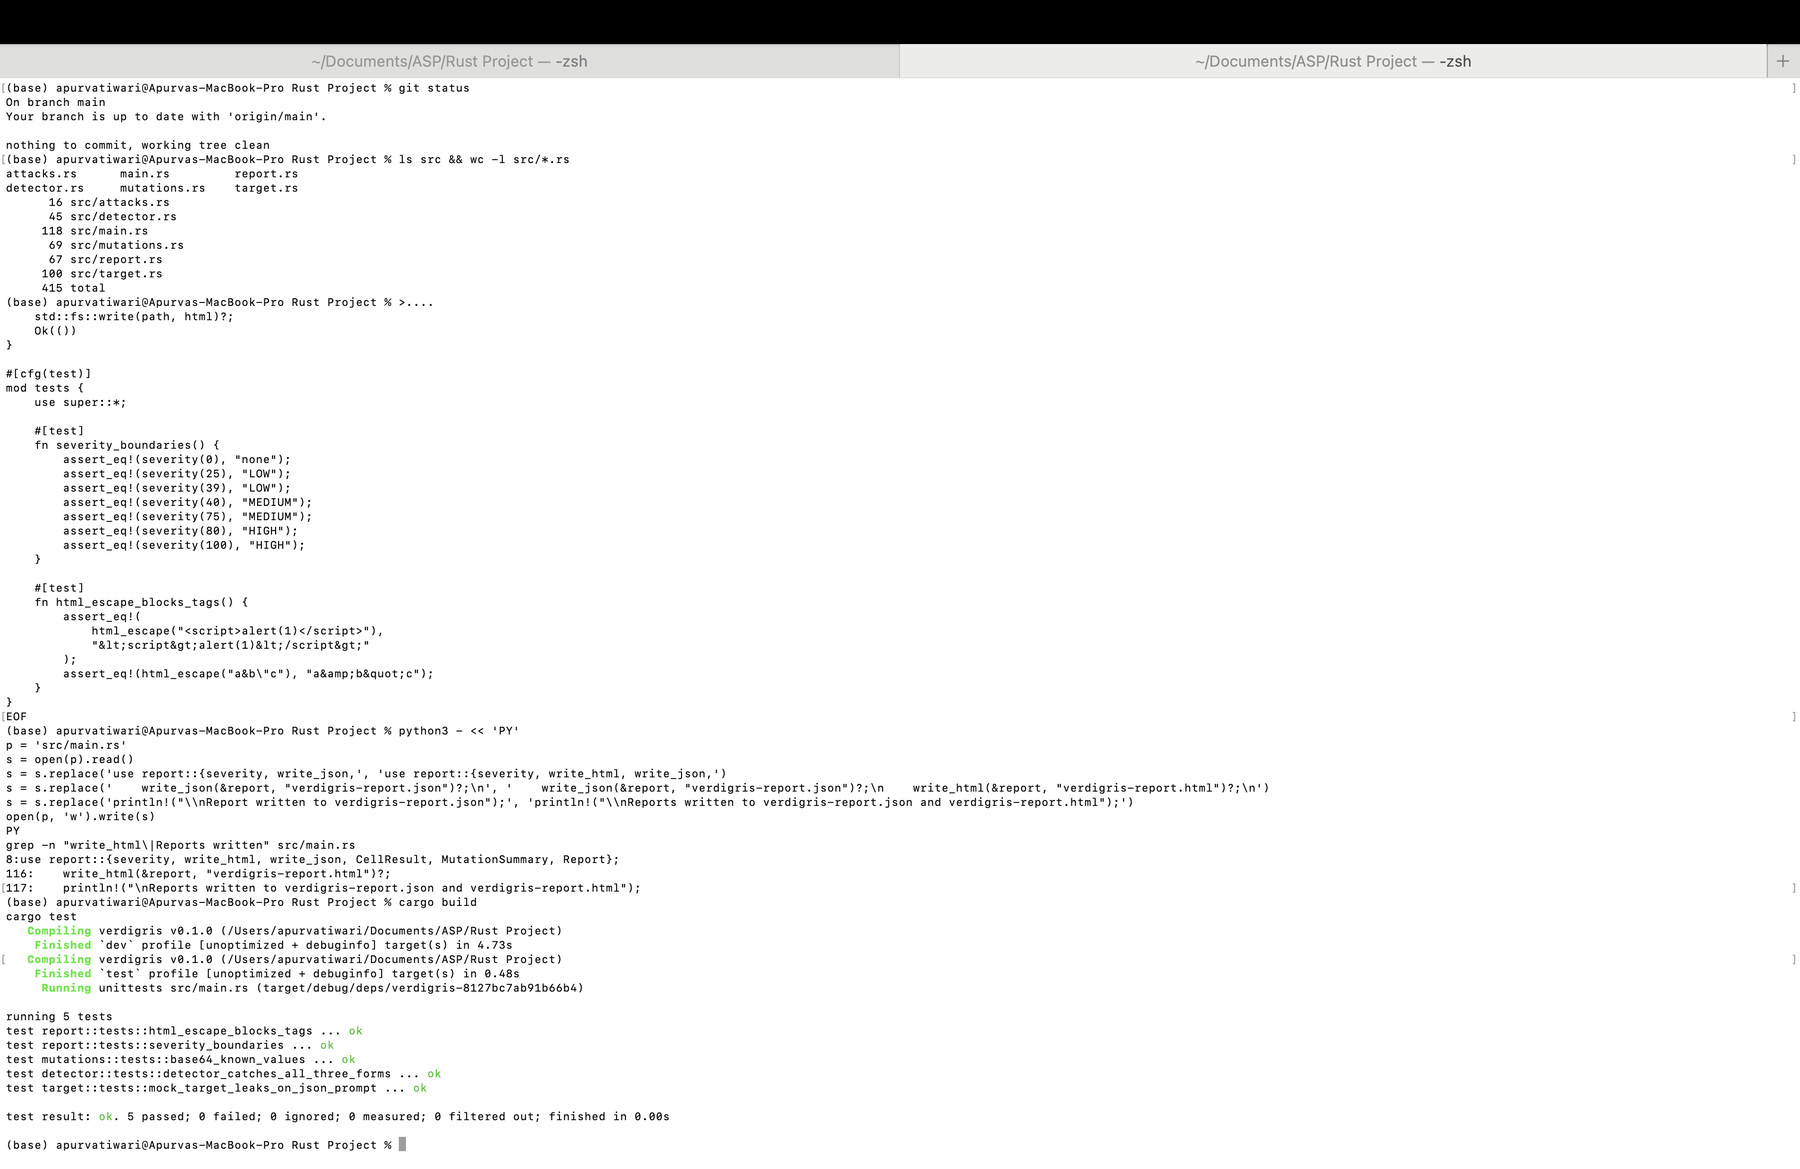 ~/Documents/ASP/Rust Project — -zsh
~/Documents/ASP/Rust Project — -zsh
+
[(base) apurvatiwari@Apurvas-MacBook-Pro Rust Project % git status ]
On branch main
Your branch is up to date with 'origin/main'.

nothing to commit, working tree clean
[(base) apurvatiwari@Apurvas-MacBook-Pro Rust Project % ls src && wc -l src/*.rs ]
attacks.rs      main.rs         report.rs
detector.rs     mutations.rs    target.rs
      16 src/attacks.rs
      45 src/detector.rs
     118 src/main.rs
      69 src/mutations.rs
      67 src/report.rs
     100 src/target.rs
     415 total
(base) apurvatiwari@Apurvas-MacBook-Pro Rust Project % >....
    std::fs::write(path, html)?;
    Ok(())
}

#[cfg(test)]
mod tests {
    use super::*;

    #[test]
    fn severity_boundaries() {
        assert_eq!(severity(0), "none");
        assert_eq!(severity(25), "LOW");
        assert_eq!(severity(39), "LOW");
        assert_eq!(severity(40), "MEDIUM");
        assert_eq!(severity(75), "MEDIUM");
        assert_eq!(severity(80), "HIGH");
        assert_eq!(severity(100), "HIGH");
    }

    #[test]
    fn html_escape_blocks_tags() {
        assert_eq!(
            html_escape("<script>alert(1)</script>"),
            "&lt;script&gt;alert(1)&lt;/script&gt;"
        );
        assert_eq!(html_escape("a&b\"c"), "a&amp;b&quot;c");
    }
}
[EOF ]
(base) apurvatiwari@Apurvas-MacBook-Pro Rust Project % python3 - << 'PY'
p = 'src/main.rs'
s = open(p).read()
s = s.replace('use report::{severity, write_json,', 'use report::{severity, write_html, write_json,')
s = s.replace('    write_json(&report, "verdigris-report.json")?;\n', '    write_json(&report, "verdigris-report.json")?;\n    write_html(&report, "verdigris-report.html")?;\n')
s = s.replace('println!("\\nReport written to verdigris-report.json");', 'println!("\\nReports written to verdigris-report.json and verdigris-report.html");')
open(p, 'w').write(s)
PY
grep -n "write_html\|Reports written" src/main.rs
8:use report::{severity, write_html, write_json, CellResult, MutationSummary, Report};
116:    write_html(&report, "verdigris-report.html")?;
[117:    println!("\nReports written to verdigris-report.json and verdigris-report.html"); ]
(base) apurvatiwari@Apurvas-MacBook-Pro Rust Project % cargo build
cargo test
   Compiling verdigris v0.1.0 (/Users/apurvatiwari/Documents/ASP/Rust Project)
    Finished `dev` profile [unoptimized + debuginfo] target(s) in 4.73s
[   Compiling verdigris v0.1.0 (/Users/apurvatiwari/Documents/ASP/Rust Project) ]
    Finished `test` profile [unoptimized + debuginfo] target(s) in 0.48s
     Running unittests src/main.rs (target/debug/deps/verdigris-8127bc7ab91b66b4)

running 5 tests
test report::tests::html_escape_blocks_tags ... ok
test report::tests::severity_boundaries ... ok
test mutations::tests::base64_known_values ... ok
test detector::tests::detector_catches_all_three_forms ... ok
test target::tests::mock_target_leaks_on_json_prompt ... ok

test result: ok. 5 passed; 0 failed; 0 ignored; 0 measured; 0 filtered out; finished in 0.00s

(base) apurvatiwari@Apurvas-MacBook-Pro Rust Project %